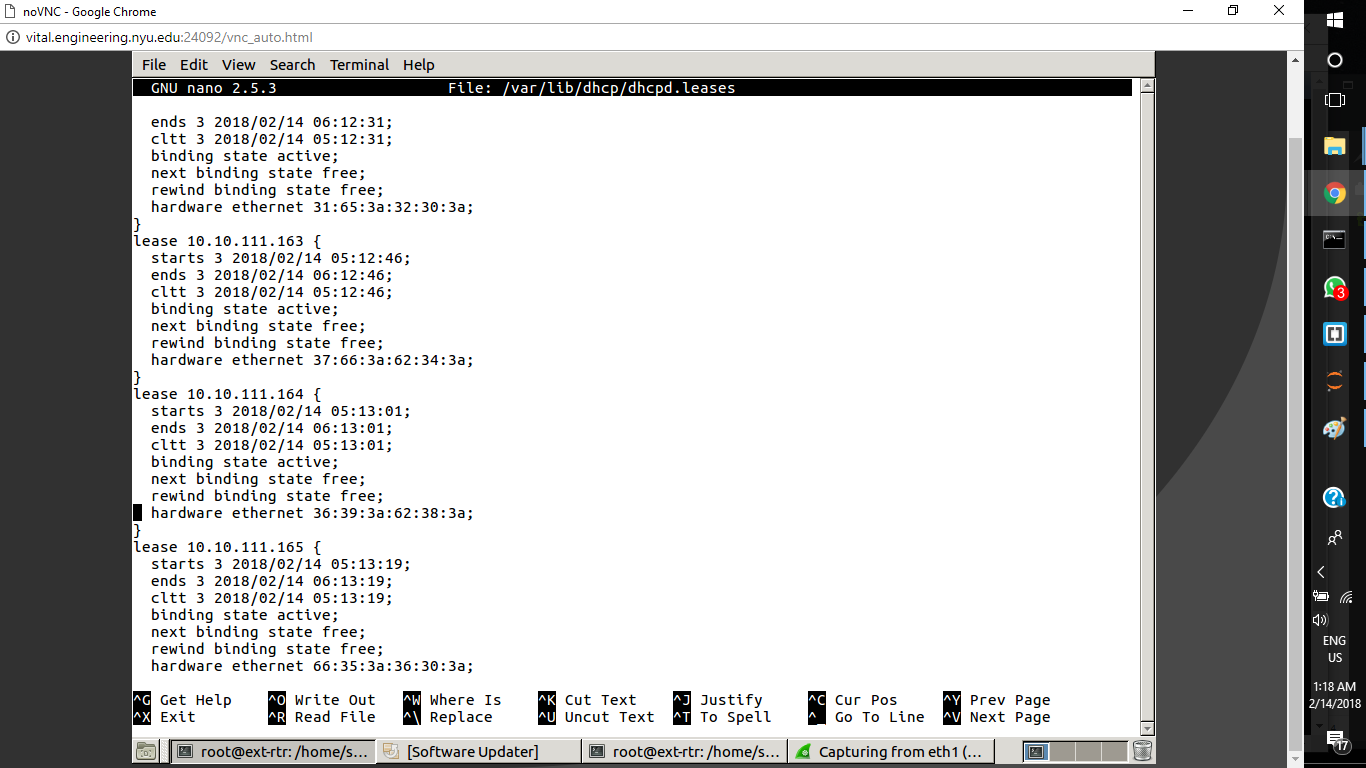 noVNC - Google Chrome
vital.engineering.nyu.edu:24092/vnc_auto.html
File Edit View Search Terminal Help
GNU nano 2.5.3 File: /var/lib/dhcp/dhcpd.leases
ends 3 2018/02/14 06:12:31;
cltt 3 2018/02/14 05:12:31;
binding state active;
next binding state free;
rewind binding state free;
hardware ethernet 31:65:3a:32:30:3a;
}
lease 10.10.111.163 {
starts 3 2018/02/14 05:12:46;
ends 3 2018/02/14 06:12:46;
cltt 3 2018/02/14 05:12:46;
binding state active;
next binding state free;
rewind binding state free;
hardware ethernet 37:66:3a:62:34:3a;
}
lease 10.10.111.164 {
starts 3 2018/02/14 05:13:01;
ends 3 2018/02/14 06:13:01;
cltt 3 2018/02/14 05:13:01;
binding state active;
next binding state free;
rewind binding state free;
hardware ethernet 36:39:3a:62:38:3a;
}
lease 10.10.111.165 {
starts 3 2018/02/14 05:13:19;
ends 3 2018/02/14 06:13:19;
cltt 3 2018/02/14 05:13:19;
binding state active;
next binding state free;
rewind binding state free;
hardware ethernet 66:35:3a:36:30:3a;
^G Get Help ^O Write Out ^W Where Is ^K Cut Text ^J Justify ^C Cur Pos ^Y Prev Page
^X Exit ^R Read File ^\ Replace ^U Uncut Text ^T To Spell ^_ Go To Line ^V Next Page
root@ext-rtr: /home/s... [Software Updater] root@ext-rtr: /home/s... Capturing from eth1 (...
3
ENG
US
1:18 AM
2/14/2018
17